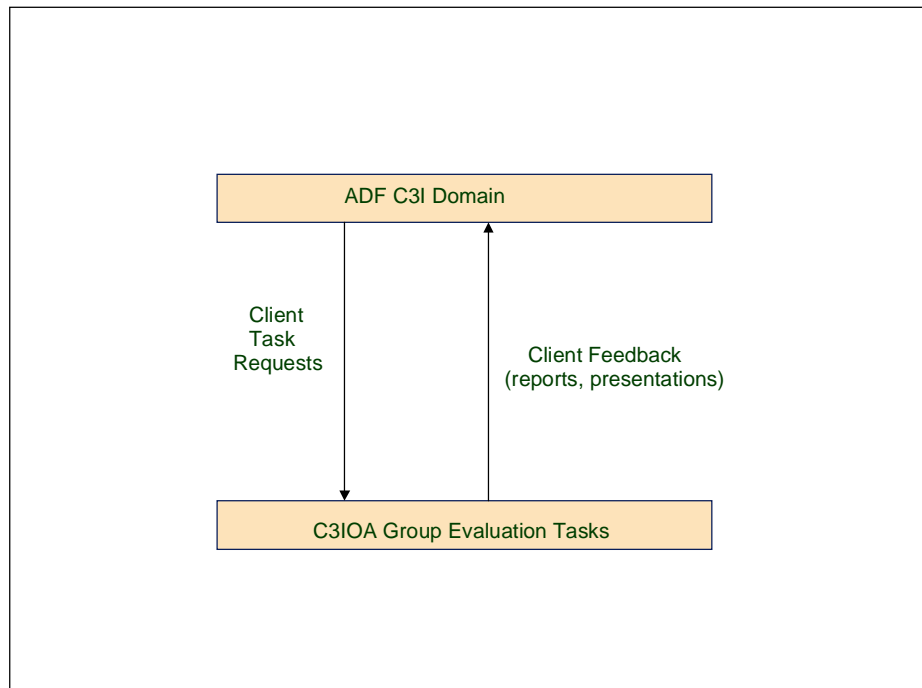 ADF C3I Domain
Client
Task
Requests
Client Feedback
(reports, presentations)
C3IOA Group Evaluation Tasks